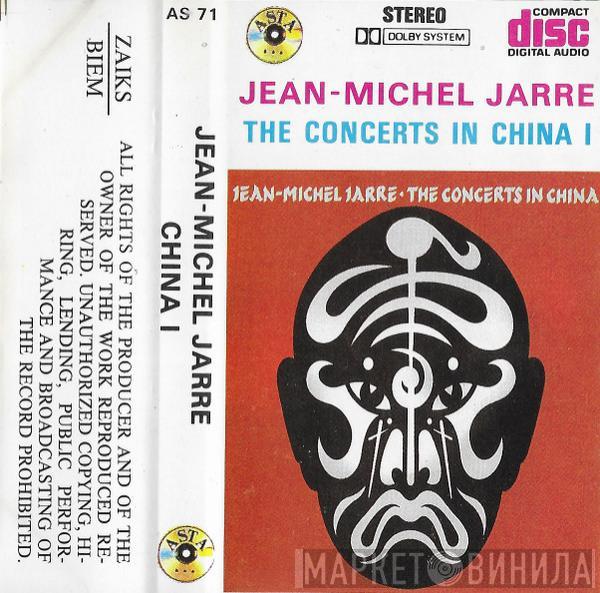 ZAIKS
BIEM
ALL RIGHTS OF THE PRODUCER AND OF THE
OWNER OF THE WORK REPRODUCED RE-
SERVED. UNAUTHORIZED COPYING, HI-
RING, LENDING, PUBLIC PERFOR-
MANCE AND BROADCASTING OF
THE RECORD PROHIBITED.
AS 71
JEAN-MICHEL JARRE
CHINA I
ASTA
ASTA
STEREO
DOLBY SYSTEM
COMPACT
disc
DIGITAL AUDIO
JEAN-MICHEL JARRE
THE CONCERTS IN CHINA I
JEAN-MICHEL JARRE·THE CONCERTS IN CHINA
МАРКЕТ ВИНИЛА